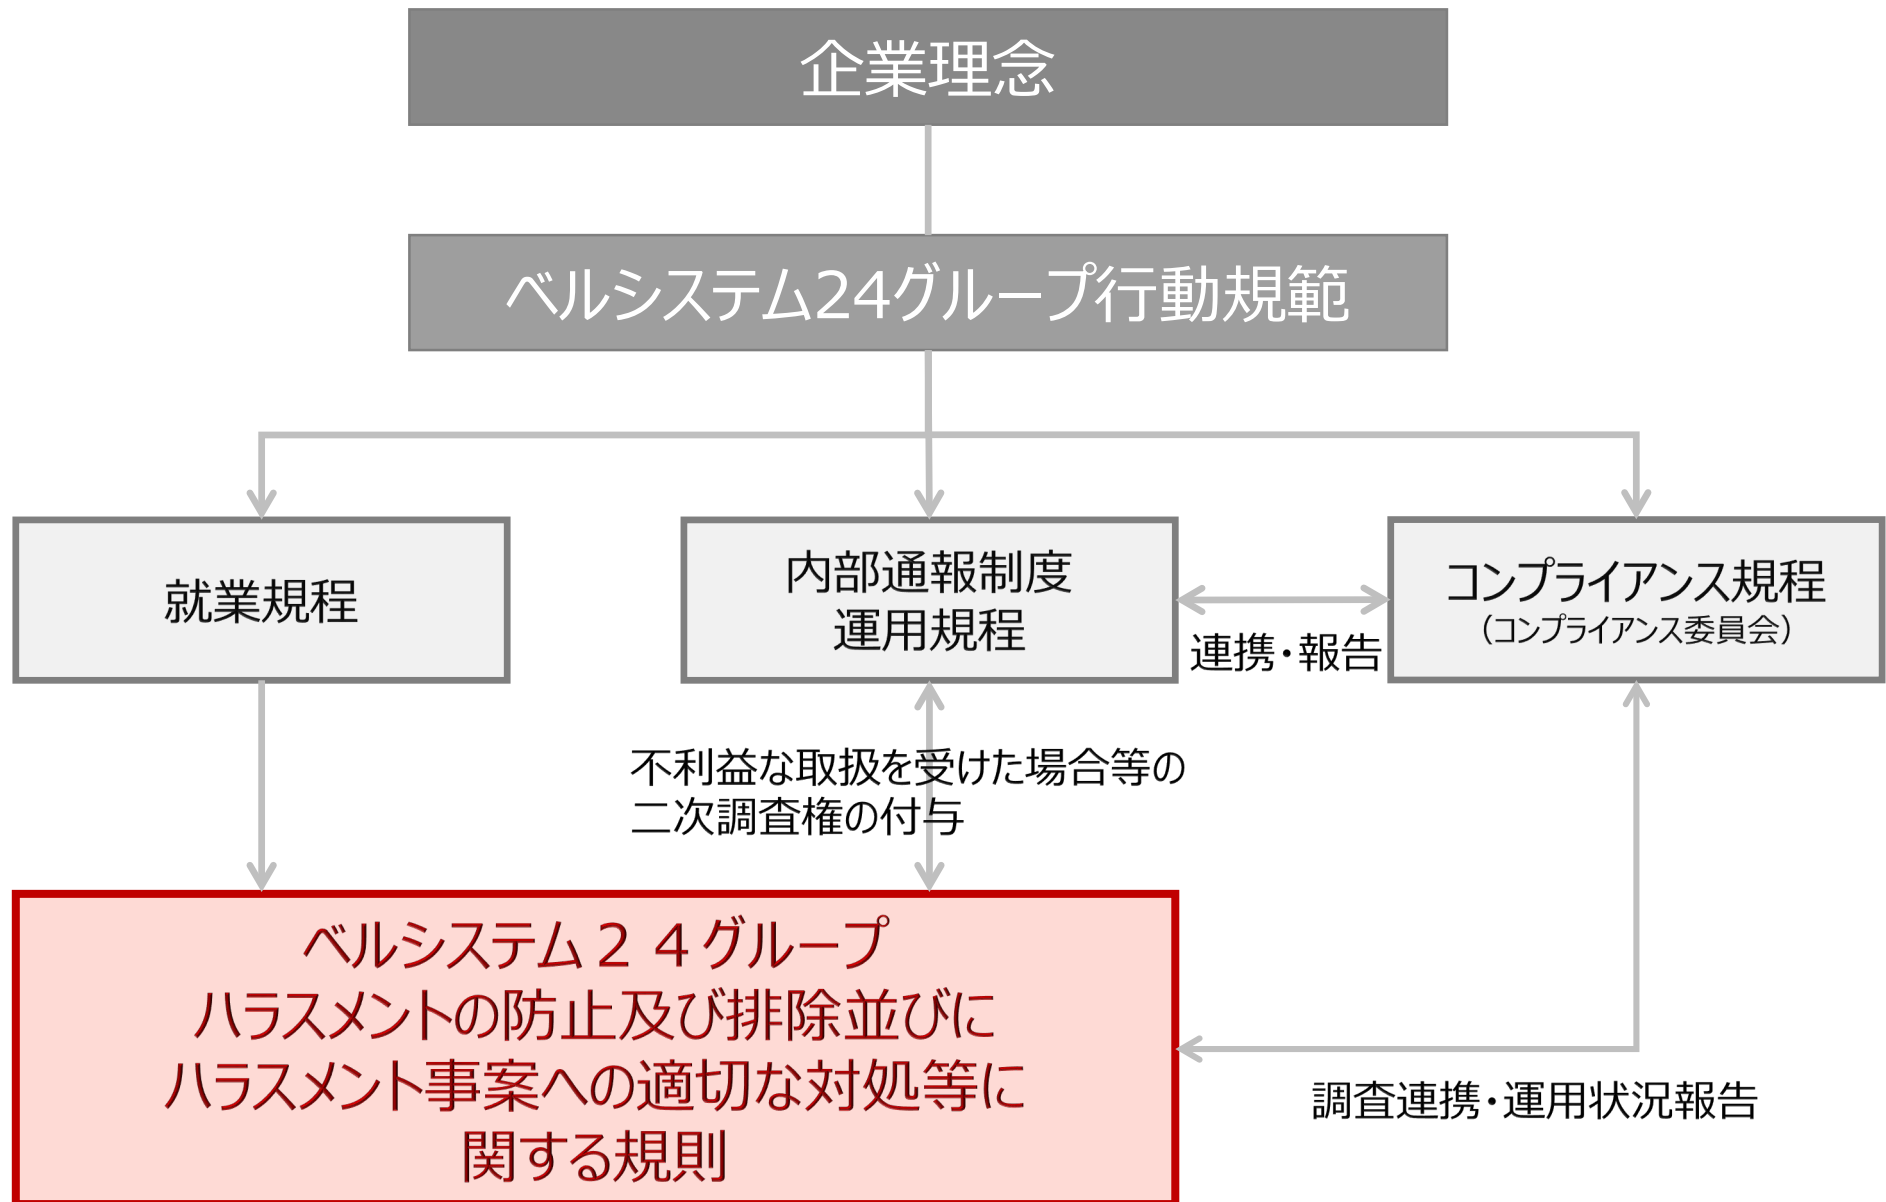 企業理念
ベルシステム24グループ行動規範
就業規程
内部通報制度
運用規程
連携・報告
コンプライアンス規程
（コンプライアンス委員会）
不利益な取扱を受けた場合等の
二次調査権の付与
ベルシステム２４グループ
ハラスメントの防止及び排除並びに
ハラスメント事案への適切な対処等に
関する規則
調査連携・運用状況報告